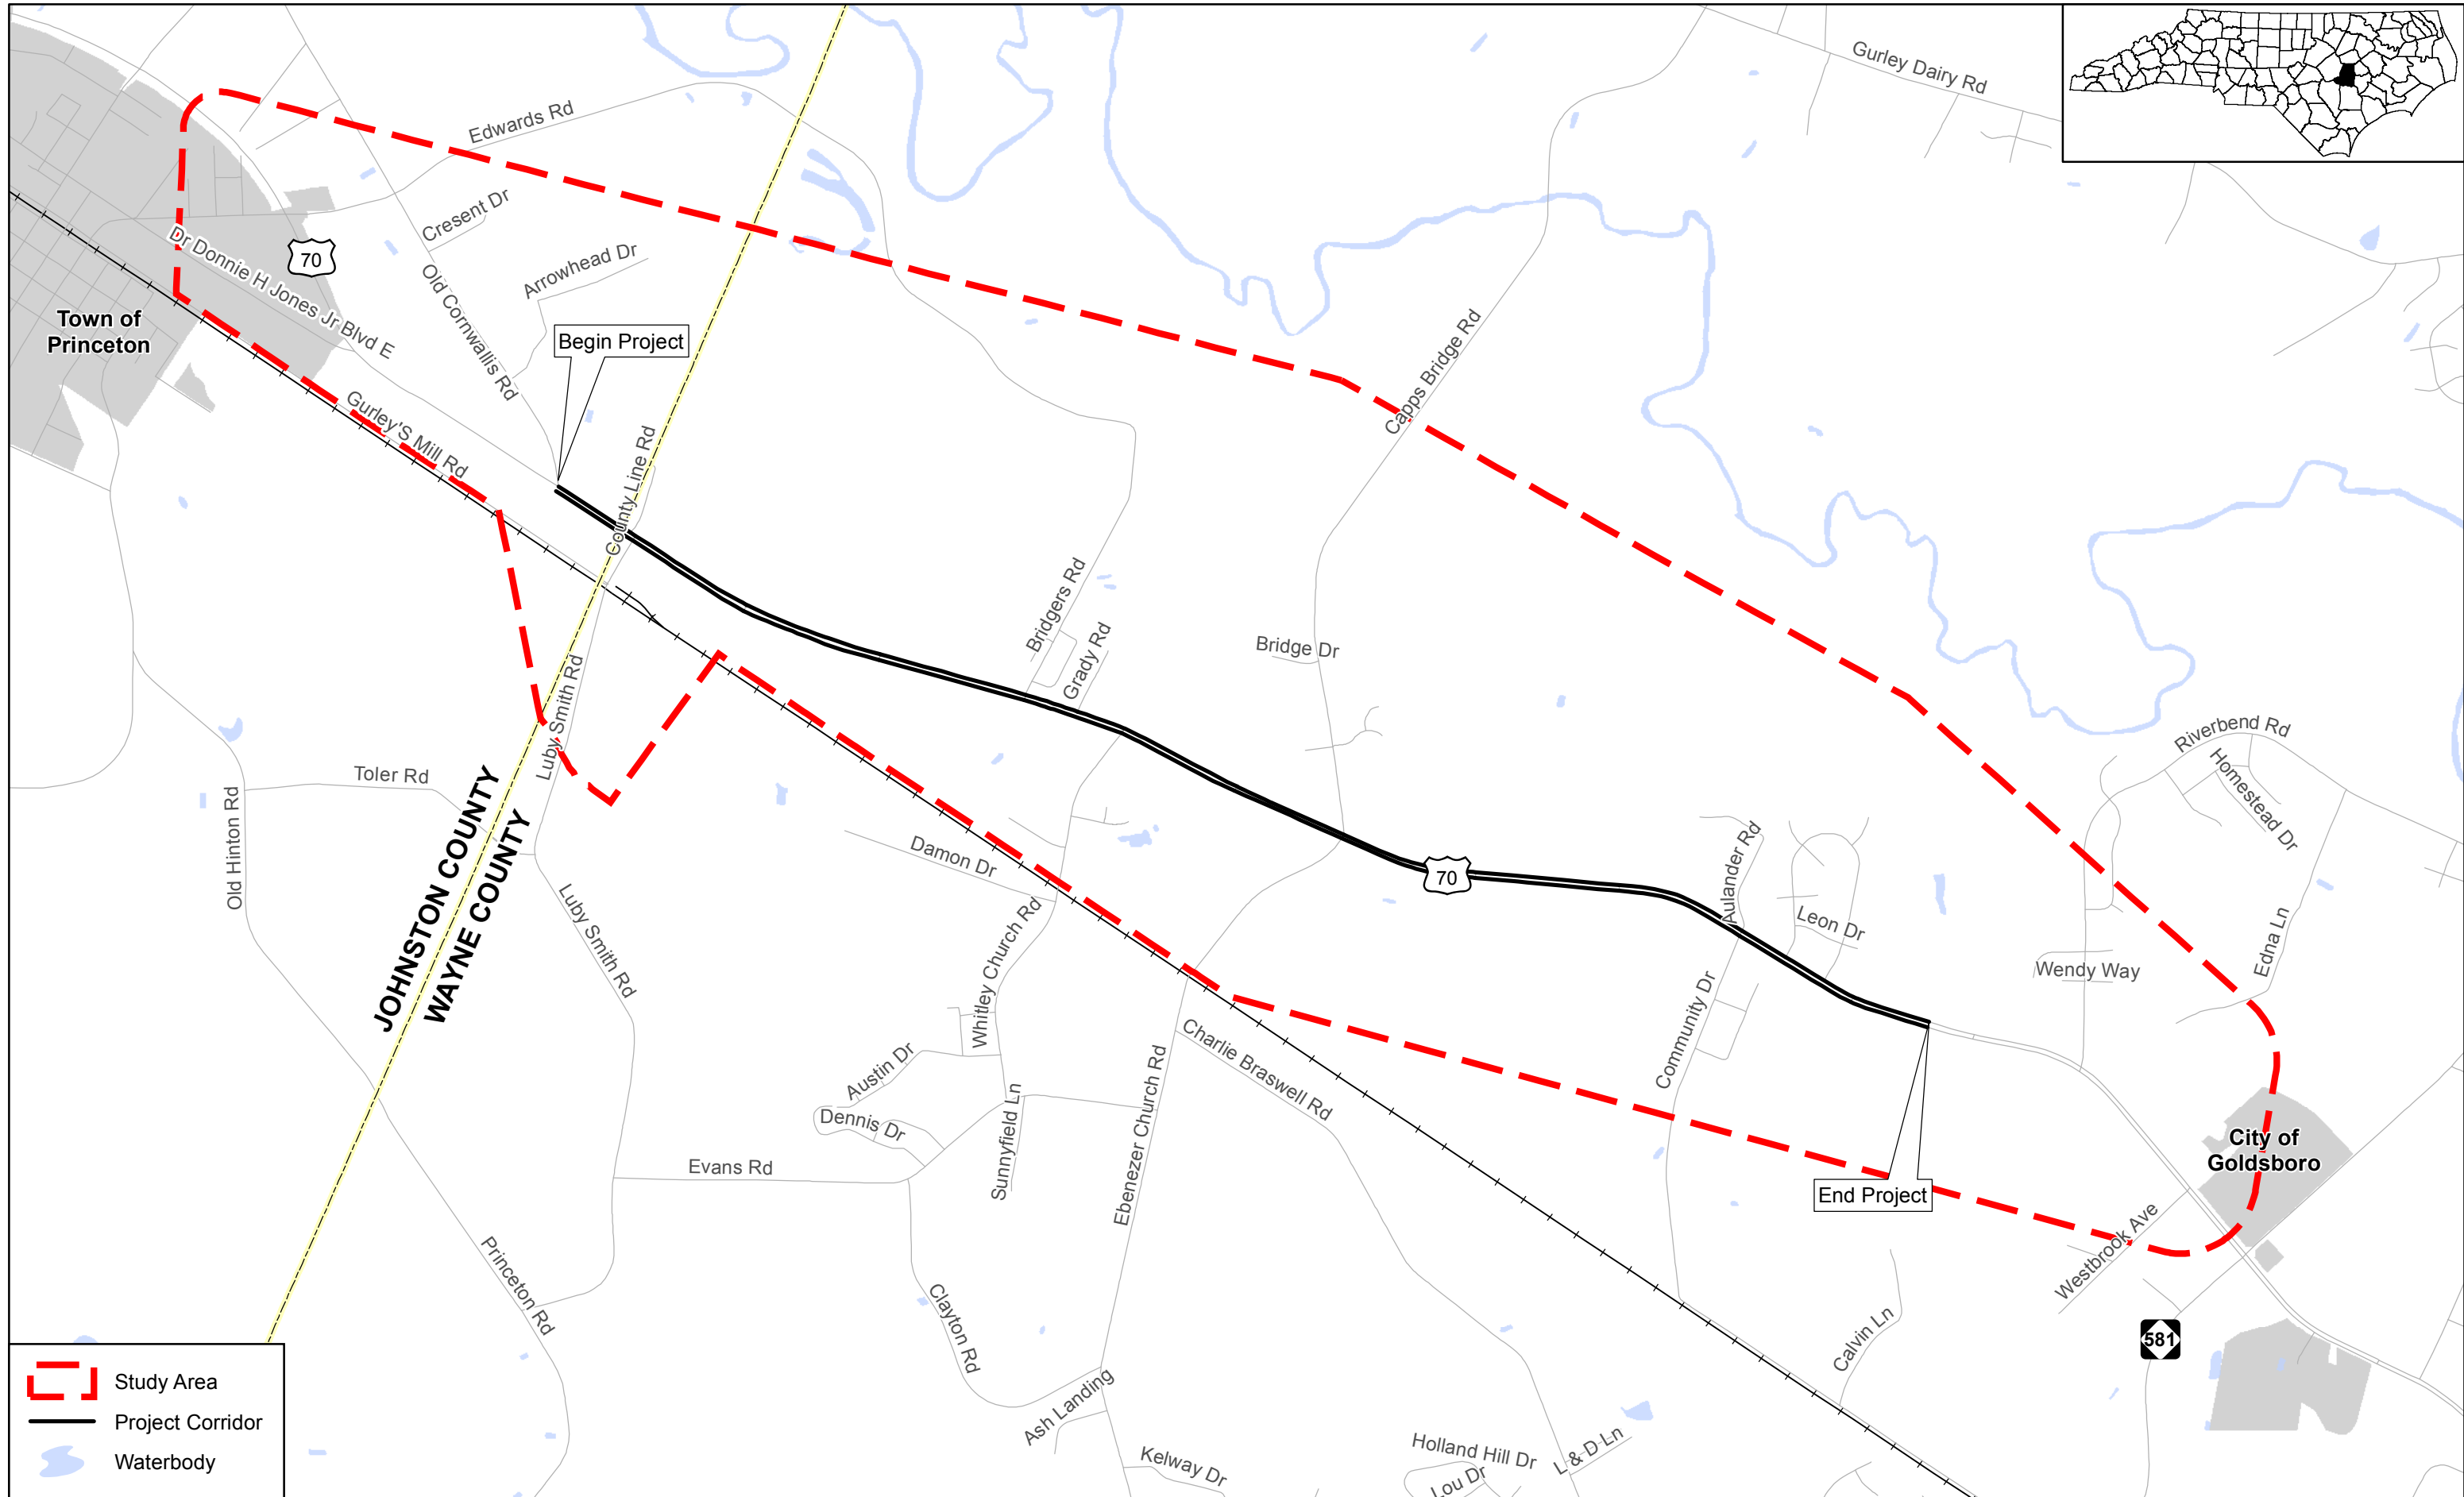 Gurley Dairy Rd
Edwards Rd
Cresent Dr
Dr Donnie H Jones Jr Blvd E
70
Arrowhead Dr
Old Cornwallis Rd
Town of
Princeton
Begin Project
Capps Bridge Rd
Gurley'S Mill Rd
County Line Rd
Bridgers Rd
Grady Rd
Bridge Dr
Luby Smith Rd
Riverbend Rd
Homestead Dr
Toler Rd
Old Hinton Rd
JOHNSTON COUNTY
WAYNE COUNTY
Damon Dr
70
Aulander Rd
Leon Dr
Luby Smith Rd
Whitley Church Rd
Wendy Way
Edna Ln
Community Dr
Charlie Braswell Rd
Austin Dr
Dennis Dr
Sunnyfield Ln
Ebenezer Church Rd
Evans Rd
City of
Goldsboro
End Project
Westbrook Ave
Princeton Rd
Clayton Rd
Calvin Ln
581
Ash Landing
Kelway Dr
Holland Hill Dr
Lou Dr
L & D Ln
Study Area
Project Corridor
Waterbody